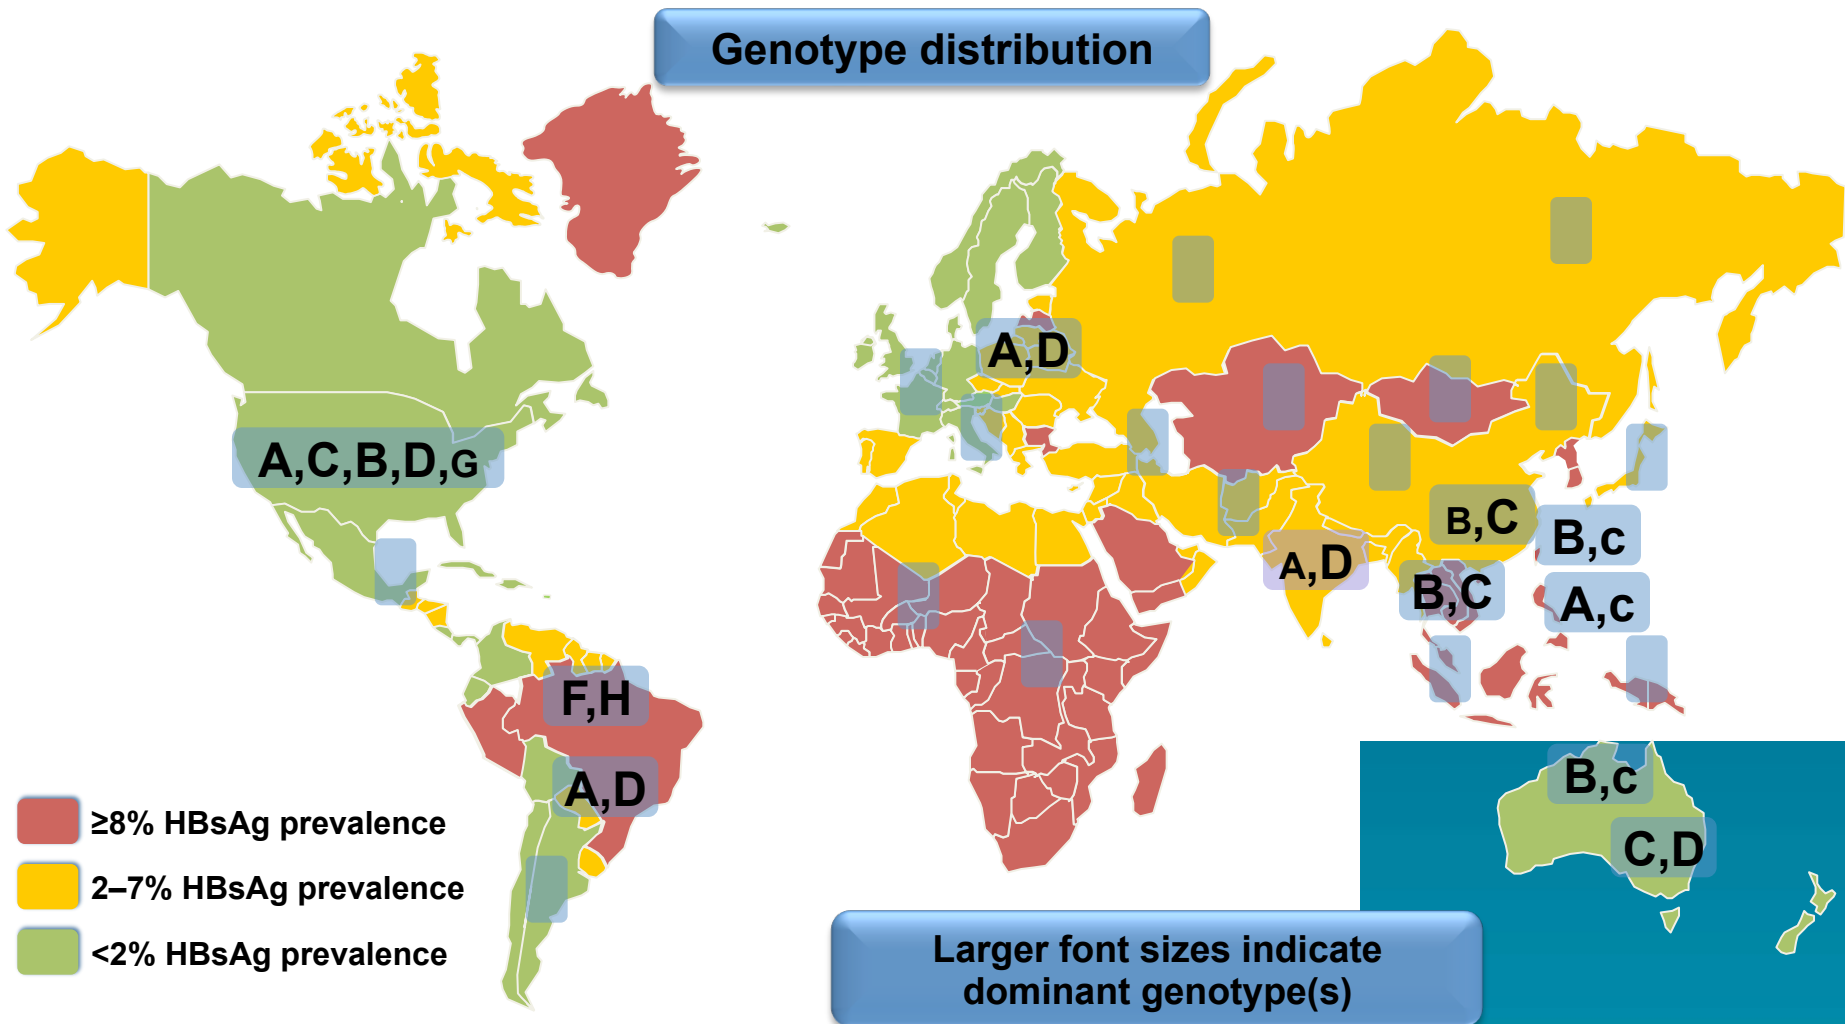 Genotype distribution
A,D
A,C,B,D,G
B,C
B,c
A,D
B,C
A,c
F,H
A,D
B,c
C,D
≥8% HBsAg prevalence
2–7% HBsAg prevalence
<2% HBsAg prevalence
Larger font sizes indicate
dominant genotype(s)